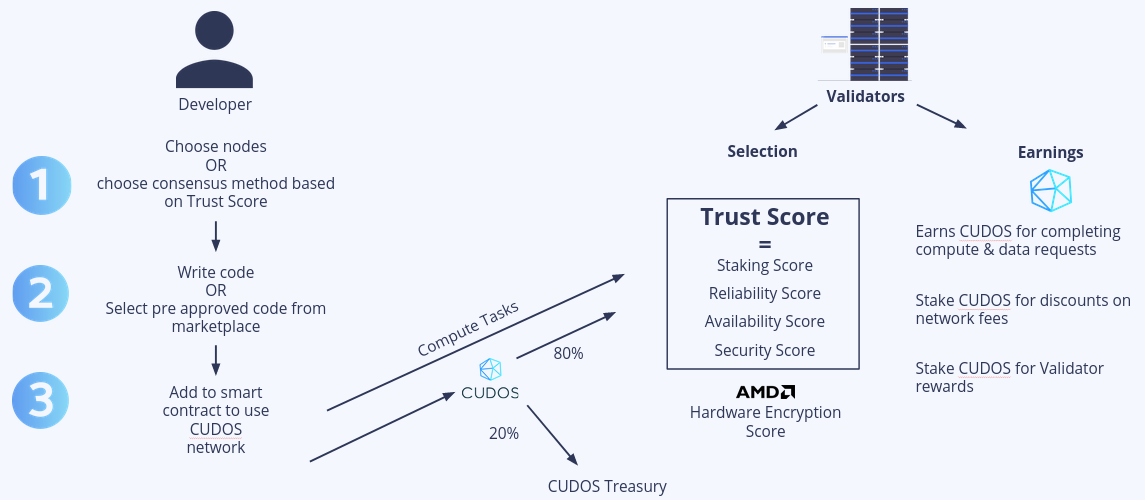 Developer
1
Choose nodes
OR
choose consensus method based
on Trust Score
2
Write code
OR
Select pre approved code from
marketplace
3
Add to smart
contract to use
CUDOS
network
Compute Tasks
80%
CUDOS
20%
CUDOS Treasury
Validators
Selection
Trust Score
=
Staking Score
Reliability Score
Availability Score
Security Score
AMD
Hardware Encryption
Score
Earnings
Earns CUDOS for completing
compute & data requests
Stake CUDOS for discounts on
network fees
Stake CUDOS for Validator
rewards